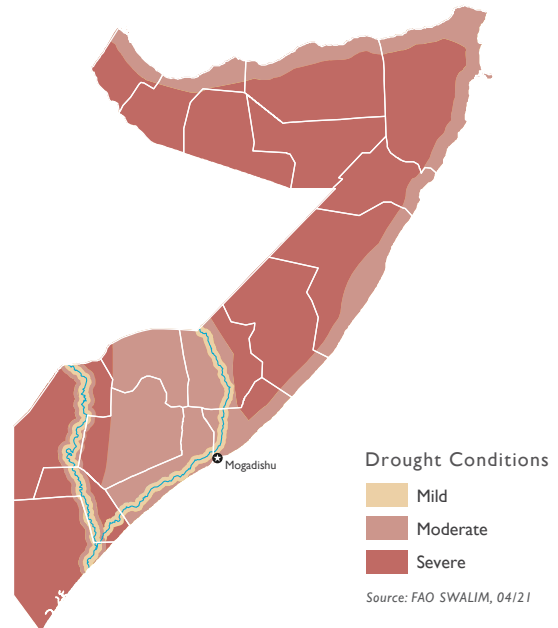 Mogadishu
Drought Conditions
Mild
Moderate
Severe
Source: FAO SWALIM, 04/21